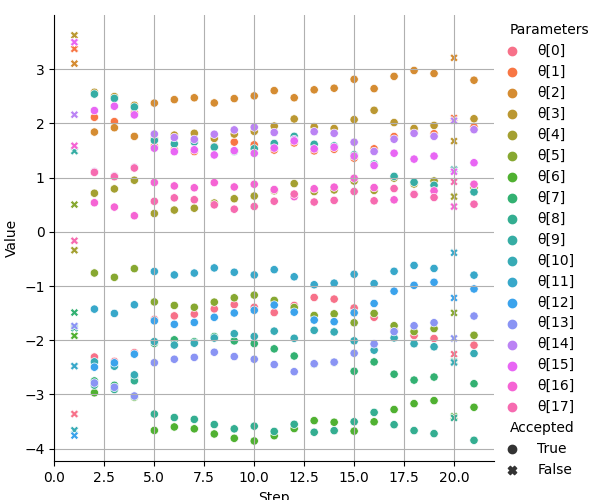 Parameters
θ[0]
θ[1]
θ[2]
θ[3]
θ[4]
θ[5]
θ[6]
θ[7]
θ[8]
θ[9]
θ[10]
θ[11]
θ[12]
θ[13]
θ[14]
θ[15]
θ[16]
θ[17]
Accepted
True
False
Value
3
2
1
0
−1
−2
−3
−4
0.0 2.5 5.0 7.5 10.0 12.5 15.0 17.5 20.0
Step